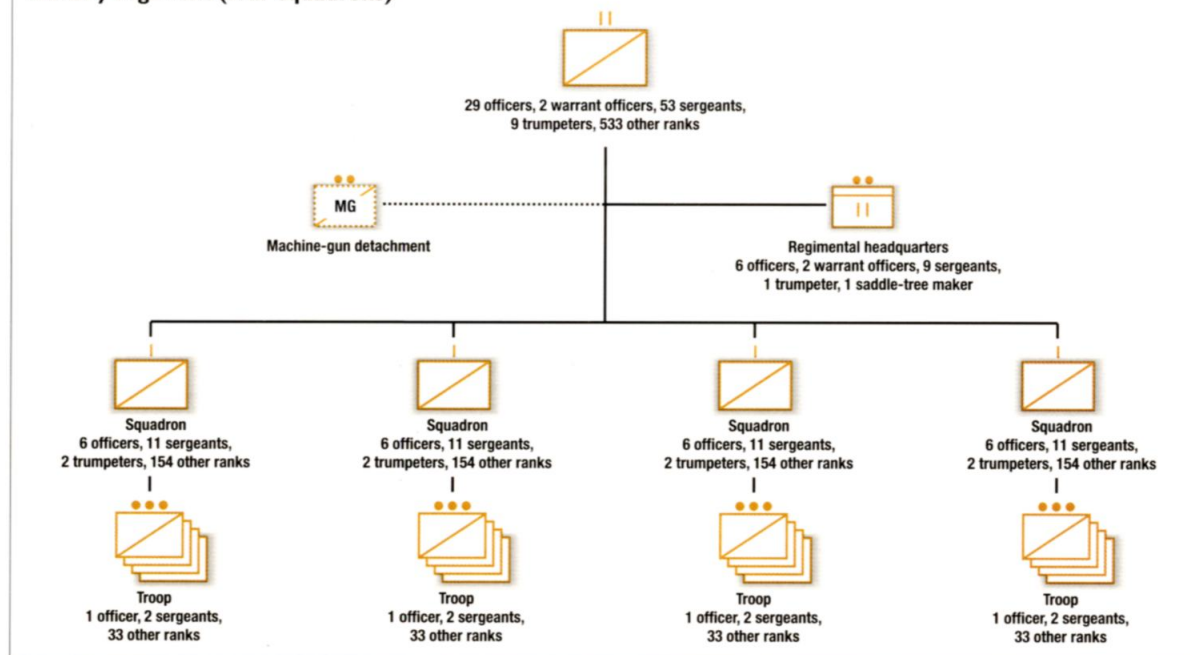 29 officers, 2 warrant officers, 53 sergeants,
9 trumpeters, 533 other ranks
MG
Machine-gun detachment
Regimental headquarters
6 officers, 2 warrant officers, 9 sergeants,
1 trumpeter, 1 saddle-tree maker
Squadron
6 officers, 11 sergeants,
2 trumpeters, 154 other ranks
Squadron
6 officers, 11 sergeants,
2 trumpeters, 154 other ranks
Squadron
6 officers, 11 sergeants,
2 trumpeters, 154 other ranks
Squadron
6 officers, 11 sergeants,
2 trumpeters, 154 other ranks
Troop
1 officer, 2 sergeants,
33 other ranks
Troop
1 officer, 2 sergeants,
33 other ranks
Troop
1 officer, 2 sergeants,
33 other ranks
Troop
1 officer, 2 sergeants,
33 other ranks